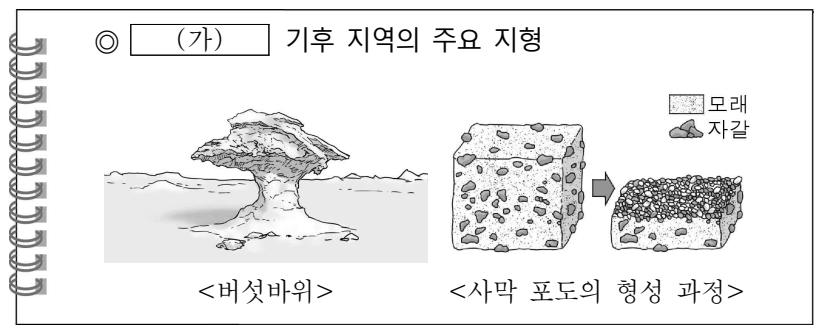 ◎ (가) 기후 지역의 주요 지형
모래
자갈
<버섯바위>
<사막 포도의 형성 과정>